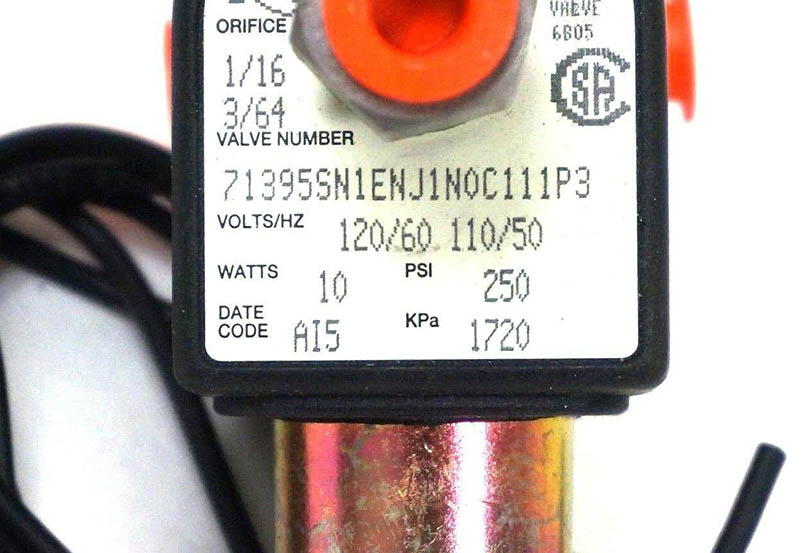 VALVE
ORIFICE
6B05
1/16
3/64
VALVE NUMBER
71395SN1ENJ1N0C111P3
VOLTS/HZ 120/60 110/50
WATTS 10 PSI 250
DATE CODE AI5 KPa 1720